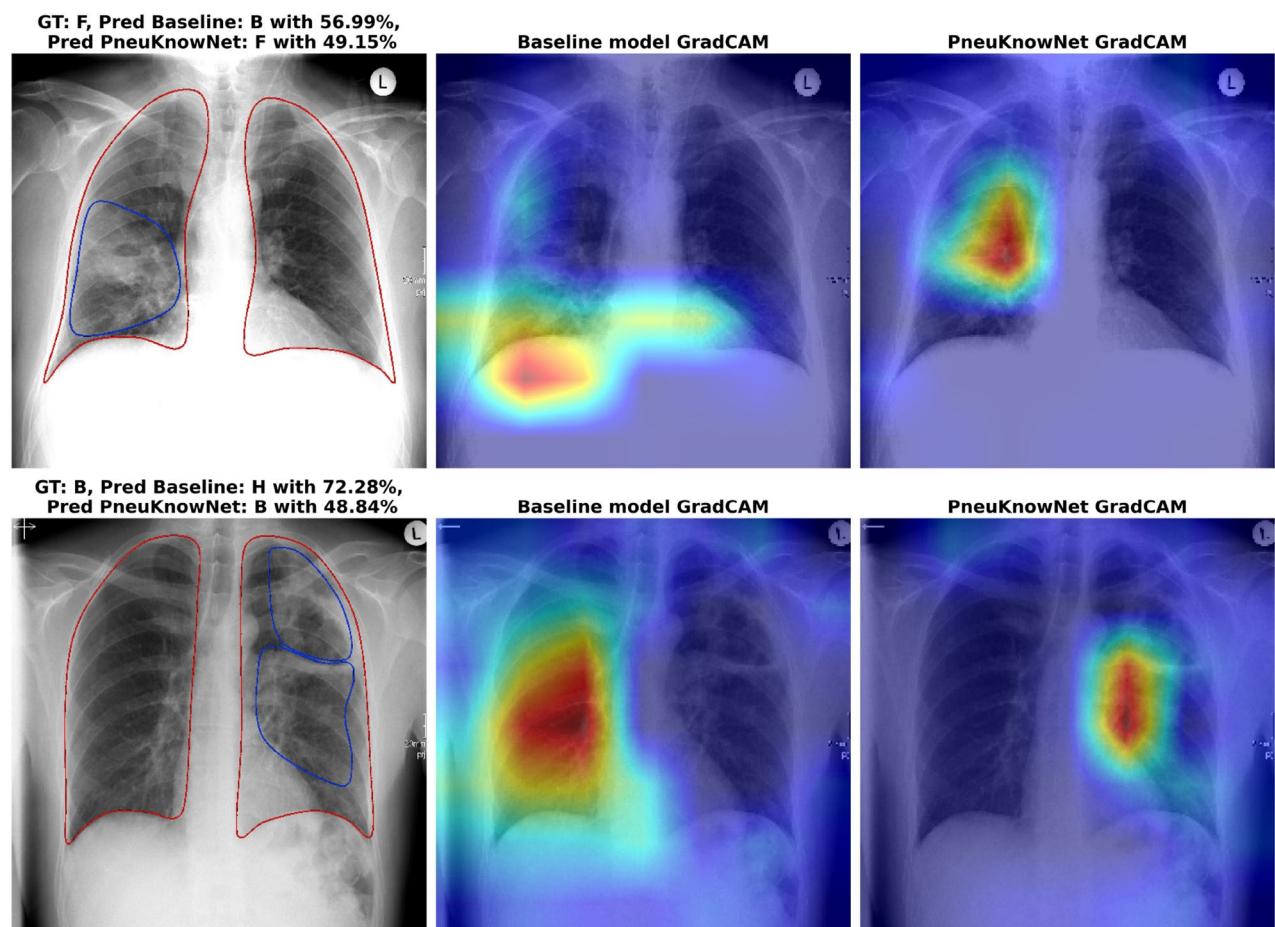 GT: F, Pred Baseline: B with 56.99%,
Pred PneuKnowNet: F with 49.15%
Baseline model GradCAM
PneuKnowNet GradCAM
L
L
L
GT: B, Pred Baseline: H with 72.28%,
Pred PneuKnowNet: B with 48.84%
Baseline model GradCAM
PneuKnowNet GradCAM
L